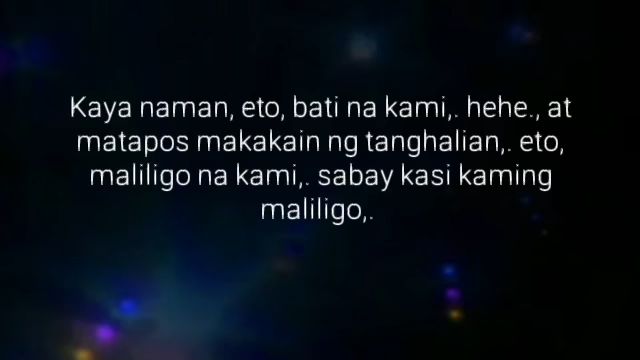 Kaya naman, eto, bati na kami,. hehe., at
matapos makakain ng tanghalian,. eto,
maliligo na kami,. sabay kasi kaming
maliligo,.